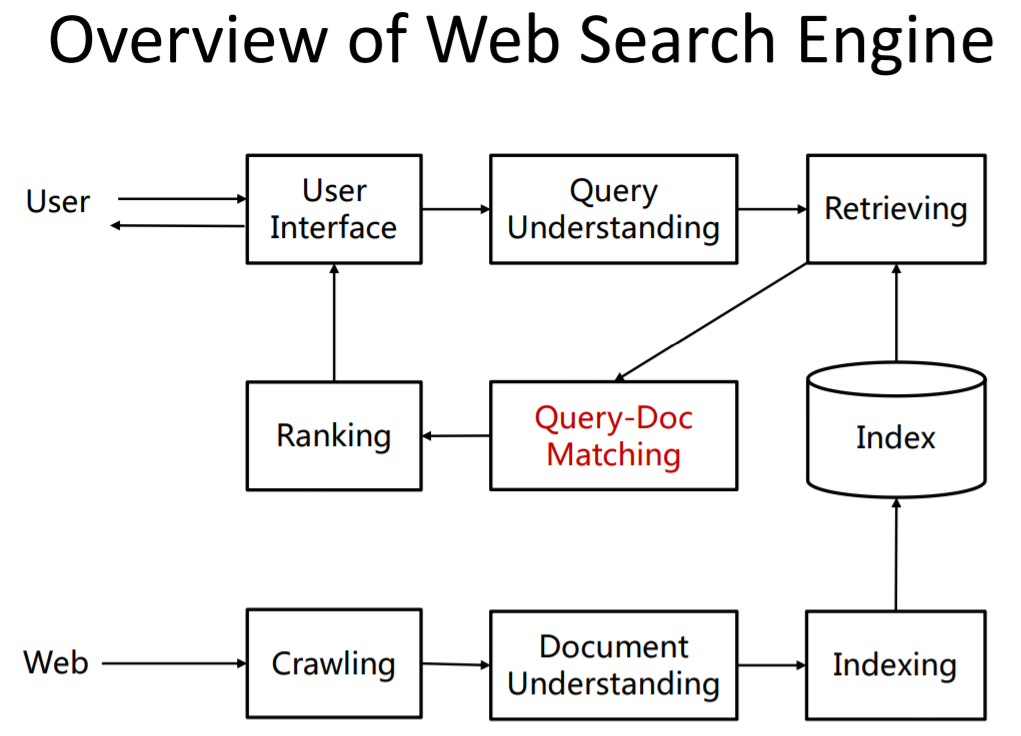 Overview of Web Search Engine
User
User
Interface
Query
Understanding
Retrieving
Ranking
Query-Doc
Matching
Index
Web
Crawling
Document
Understanding
Indexing